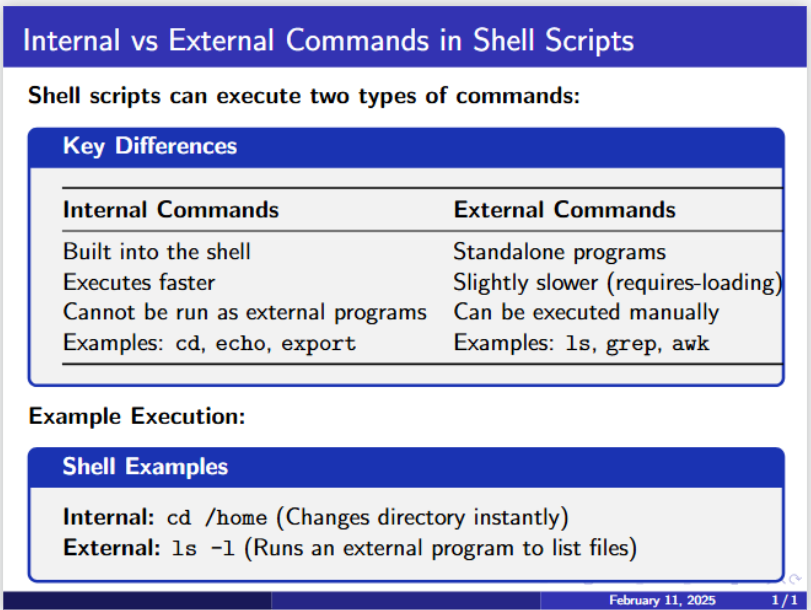 Internal vs External Commands in Shell Scripts
Shell scripts can execute two types of commands:
Key Differences
Internal Commands External Commands
Built into the shell Standalone programs
Executes faster Slightly slower (requires-loading)
Cannot be run as external programs Can be executed manually
Examples: cd, echo, export Examples: ls, grep, awk
Example Execution:
Shell Examples
Internal: cd /home (Changes directory instantly)
External: ls -l (Runs an external program to list files)
February 11, 2025 1 / 1